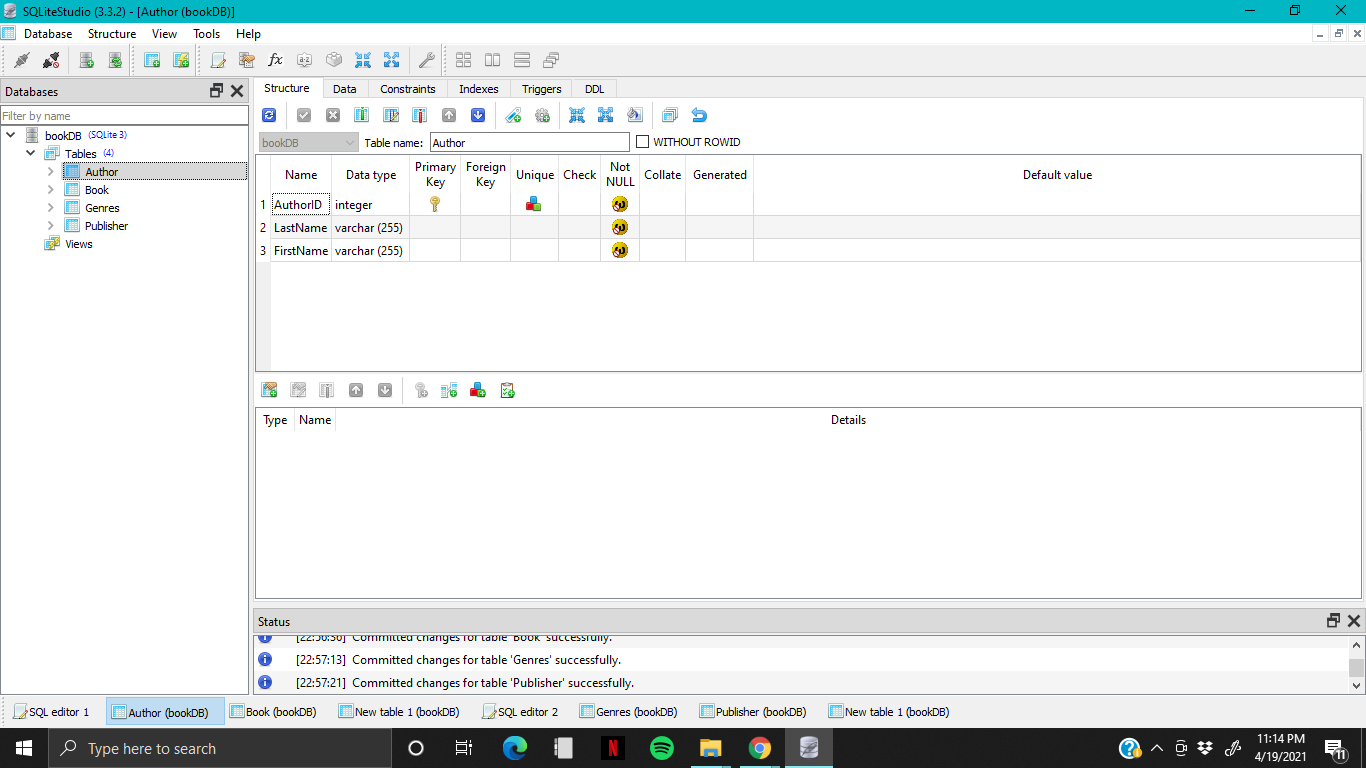 SQLiteStudio (3.3.2) - [Author (bookDB)]
Database Structure View Tools Help
Databases
Filter by name
bookDB (SQLite 3)
Tables (4)
Author
Book
Genres
Publisher
Views
Structure Data Constraints Indexes Triggers DDL
bookDB Table name: Author WITHOUT ROWID
Name Data type Primary Key Foreign Key Unique Check Not NULL Collate Generated Default value
1 AuthorID integer
2 LastName varchar (255)
3 FirstName varchar (255)
Type Name Details
Status
[22:56:56] Committed changes for table 'Book' successfully.
[22:57:13] Committed changes for table 'Genres' successfully.
[22:57:21] Committed changes for table 'Publisher' successfully.
SQL editor 1 Author (bookDB) Book (bookDB) New table 1 (bookDB) SQL editor 2 Genres (bookDB) Publisher (bookDB) New table 1 (bookDB)
Type here to search
11:14 PM
4/19/2021
11